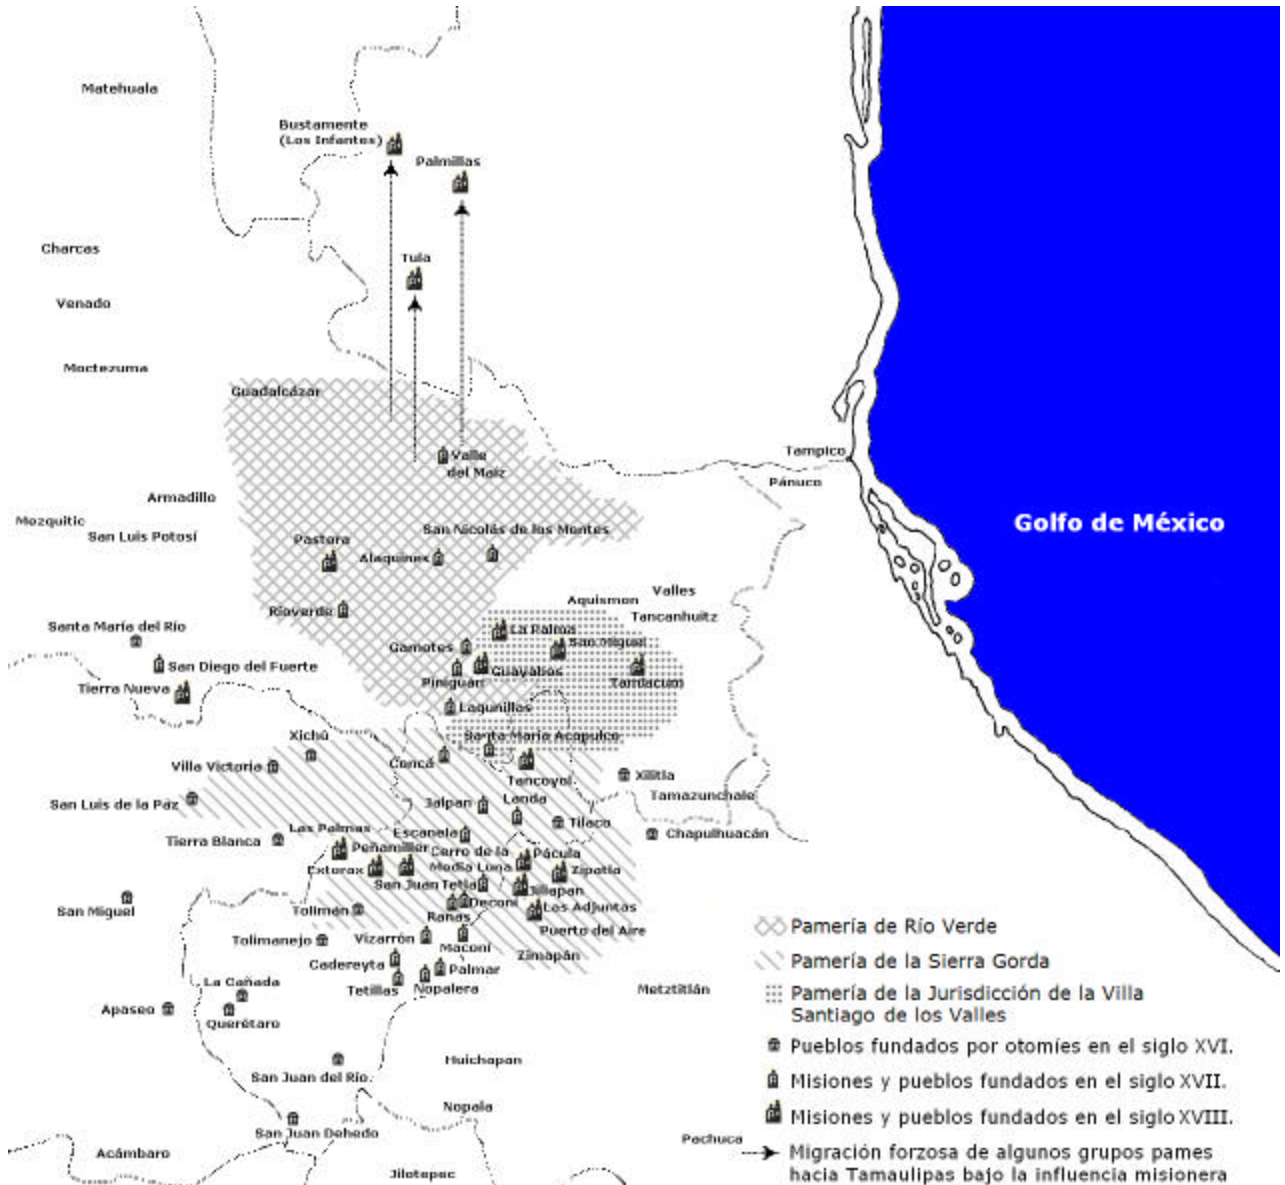 Matehuala
Bustamente
(Los Infantes)
Palmillas
Charcas
Tula
Venado
Moctezuma
Guadalcázar
Tampico
Valle
del Maíz
Pánuco
Armadillo
Mezquitic
San Luis Potosí
San Nicolás de los Montes
Golfo de México
Pastora
Alaquines
Valles
Aquismon
Rioverde
Tancanhuitz
Santa María del Río
La Palma
San Miguel
Gamotes
San Diego del Fuerte
Guayabos
Piniguan
Tamlacum
Tierra Nueva
Lagunillas
Xichú
Santa María Acapulco
Villa Victoria
Concá
Tancoyol
Xilitla
San Luis de la Paz
Jalpan
Landa
Tamazunchale
Tilaco
Las Palmas
Escanela
Chapulhuacán
Tierra Blanca
Peñamiller
Cerro de la
Media Luna
Pácula
Extorax
Zipatla
San Juan Tetla
Jiliapan
Deconí
San Miguel
Tolimán
Ranas
Las Adjuntas
Puerto del Aire
Tolimanejo
Vizarrón
Maconí
Zimapán
Cadereyta
Palmar
La Cañada
Tetillas
Nopalera
Metztitlán
Apaseo
Querétaro
San Juan del Río
Huichapan
Nopala
San Juan Dehedo
Acámbaro
Pachuca
Jilotepec
Pamería de Río Verde
Pamería de la Sierra Gorda
Pamería de la Jurisdicción de la Villa
Santiago de los Valles
Pueblos fundados por otomíes en el siglo XVI.
Misiones y pueblos fundados en el siglo XVII.
Misiones y pueblos fundados en el siglo XVIII.
Migración forzosa de algunos grupos pames
hacia Tamaulipas bajo la influencia misionera